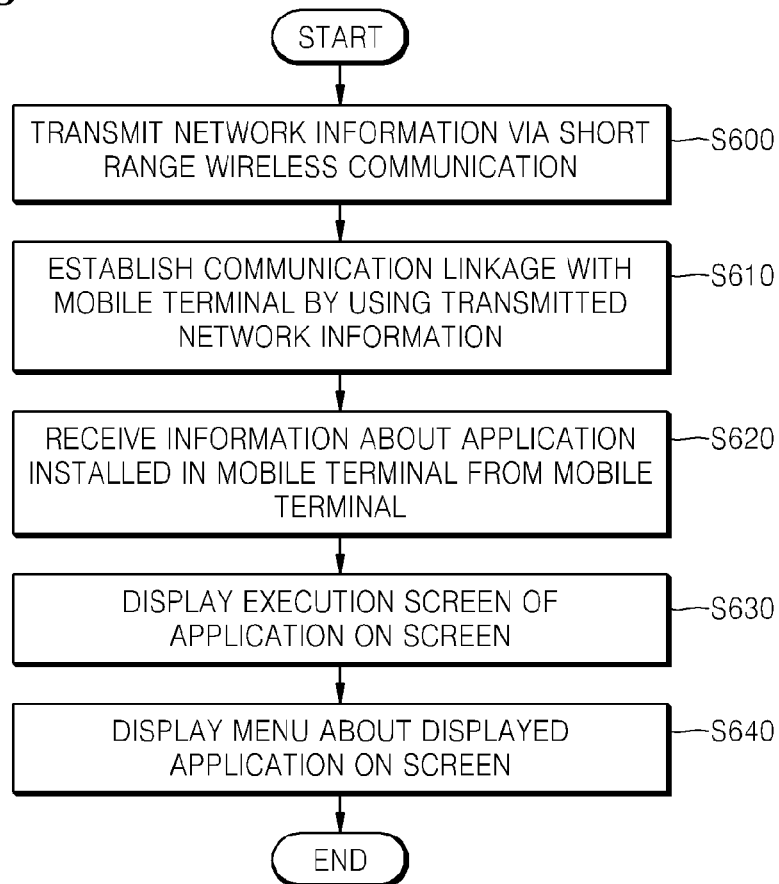 START
TRANSMIT NETWORK INFORMATION VIA SHORT
RANGE WIRELESS COMMUNICATION
S600
ESTABLISH COMMUNICATION LINKAGE WITH
MOBILE TERMINAL BY USING TRANSMITTED
NETWORK INFORMATION
S610
RECEIVE INFORMATION ABOUT APPLICATION
INSTALLED IN MOBILE TERMINAL FROM MOBILE
TERMINAL
S620
DISPLAY EXECUTION SCREEN OF
APPLICATION ON SCREEN
S630
DISPLAY MENU ABOUT DISPLAYED
APPLICATION ON SCREEN
S640
END